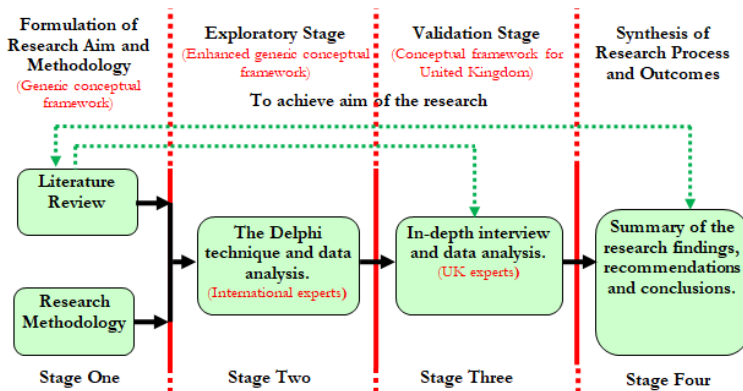 Formulation of
Research Aim and
Methodology
(Generic conceptual
framework)
Exploratory Stage
(Enhanced generic conceptual
framework)
Validation Stage
(Conceptual framework for
United Kingdom)
Synthesis of
Research Process
and Outcomes
To achieve aim of the research
Literature
Review
Research
Methodology
The Delphi
technique and data
analysis.
(International experts)
In-depth interview
and data analysis.
(UK experts)
Summary of the
research findings,
recommendations
and conclusions.
Stage One
Stage Two
Stage Three
Stage Four